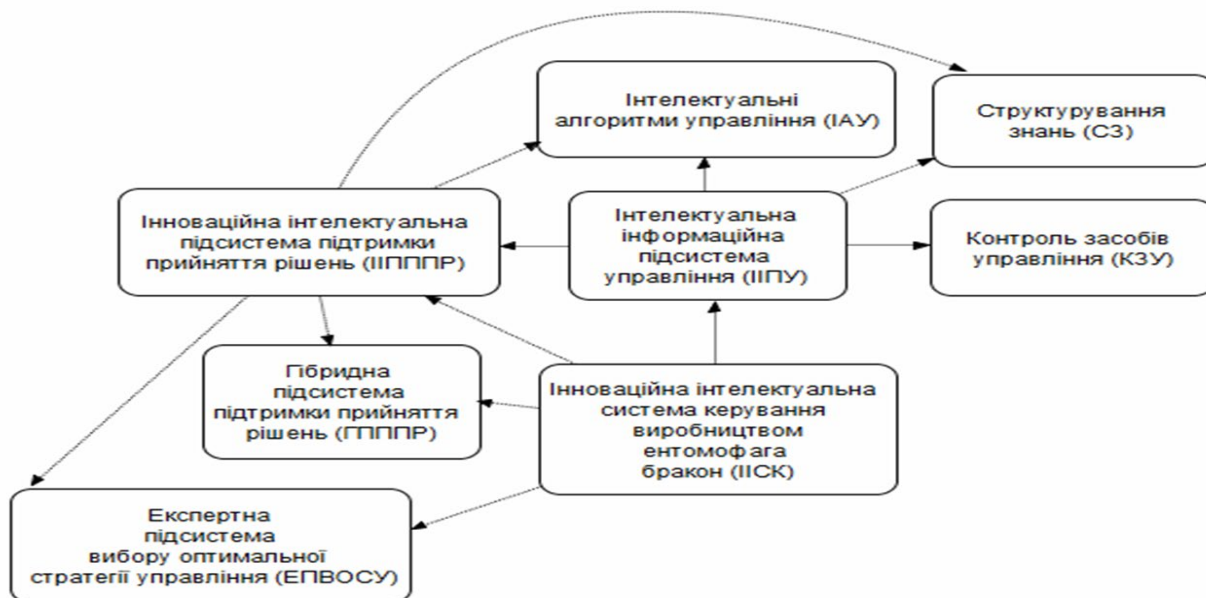 Інтелектуальні
алгоритми управління (ІАУ)
Структурування
знань (СЗ)
Інноваційна інтелектуальна
підсистема підтримки
прийняття рішень (ІІПППР)
Інтелектуальна
інформаційна
підсистема
управління (ІІПУ)
Контроль засобів
управління (КЗУ)
Гібридна
підсистема
підтримки прийняття
рішень (ГПППР)
Інноваційна інтелектуальна
система керування
виробництвом
ентомофага
бракон (ІІСК)
Експертна
підсистема
вибору оптимальної
стратегії управління (ЕПВОСУ)